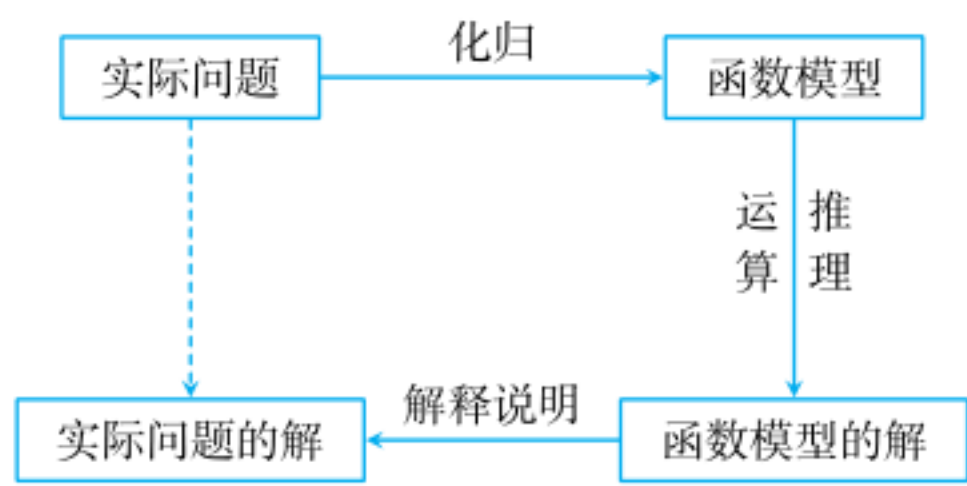 化归
实际问题
函数模型
运 推
算 理
解释说明
实际问题的解
函数模型的解